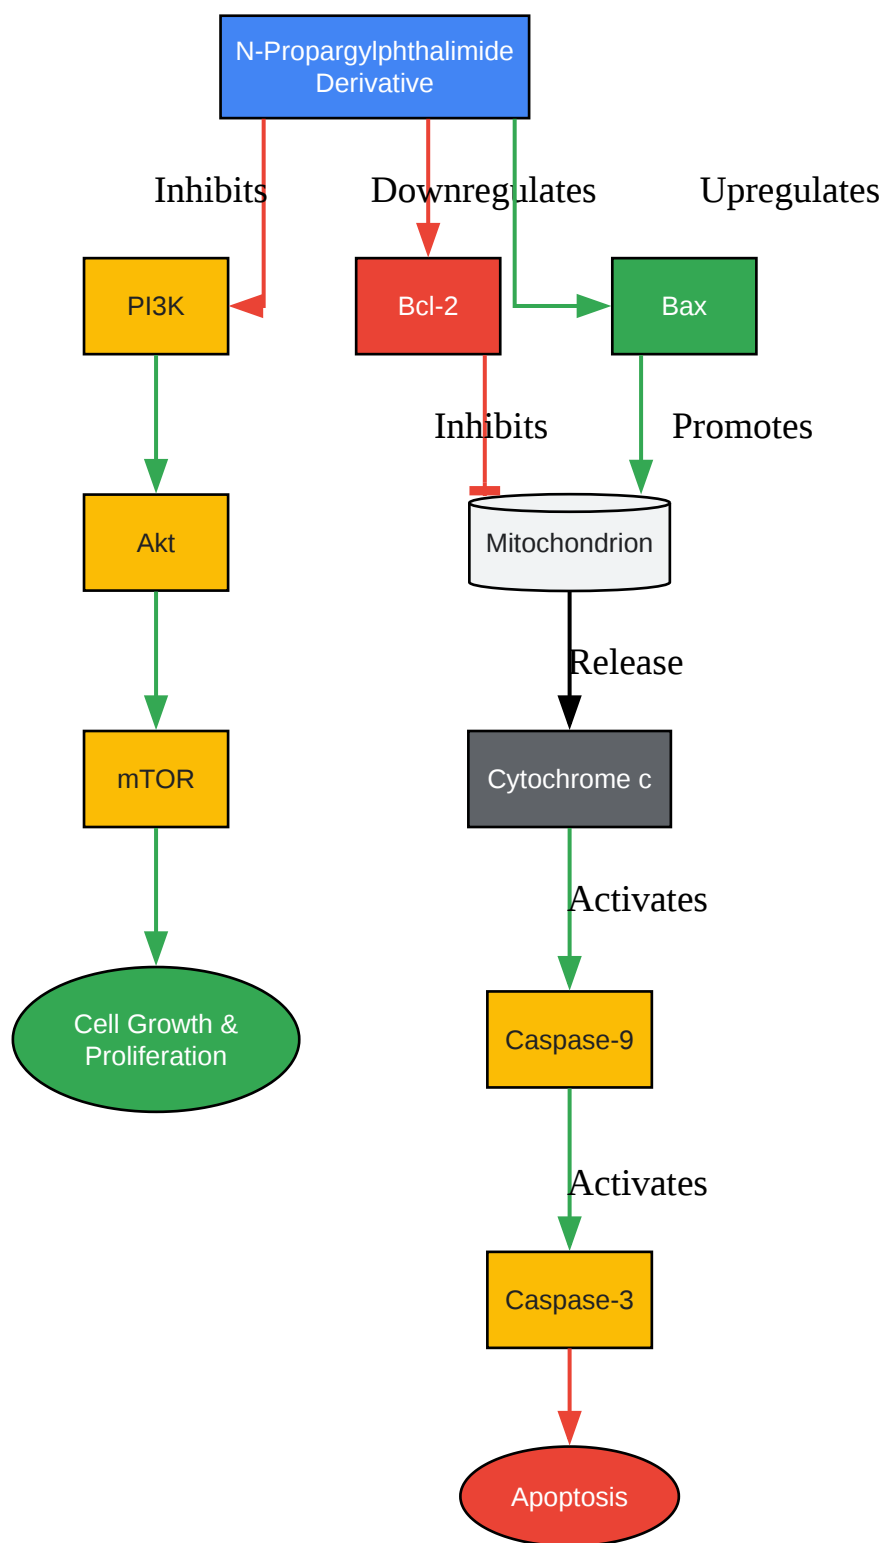 N-Propargylphthalimide
Derivative
Inhibits
Downregulates
Upregulates
PI3K
Bcl-2
Bax
Inhibits
Promotes
Akt
Mitochondrion
Release
mTOR
Cytochrome c
Activates
Cell Growth &
Proliferation
Caspase-9
Activates
Caspase-3
Apoptosis